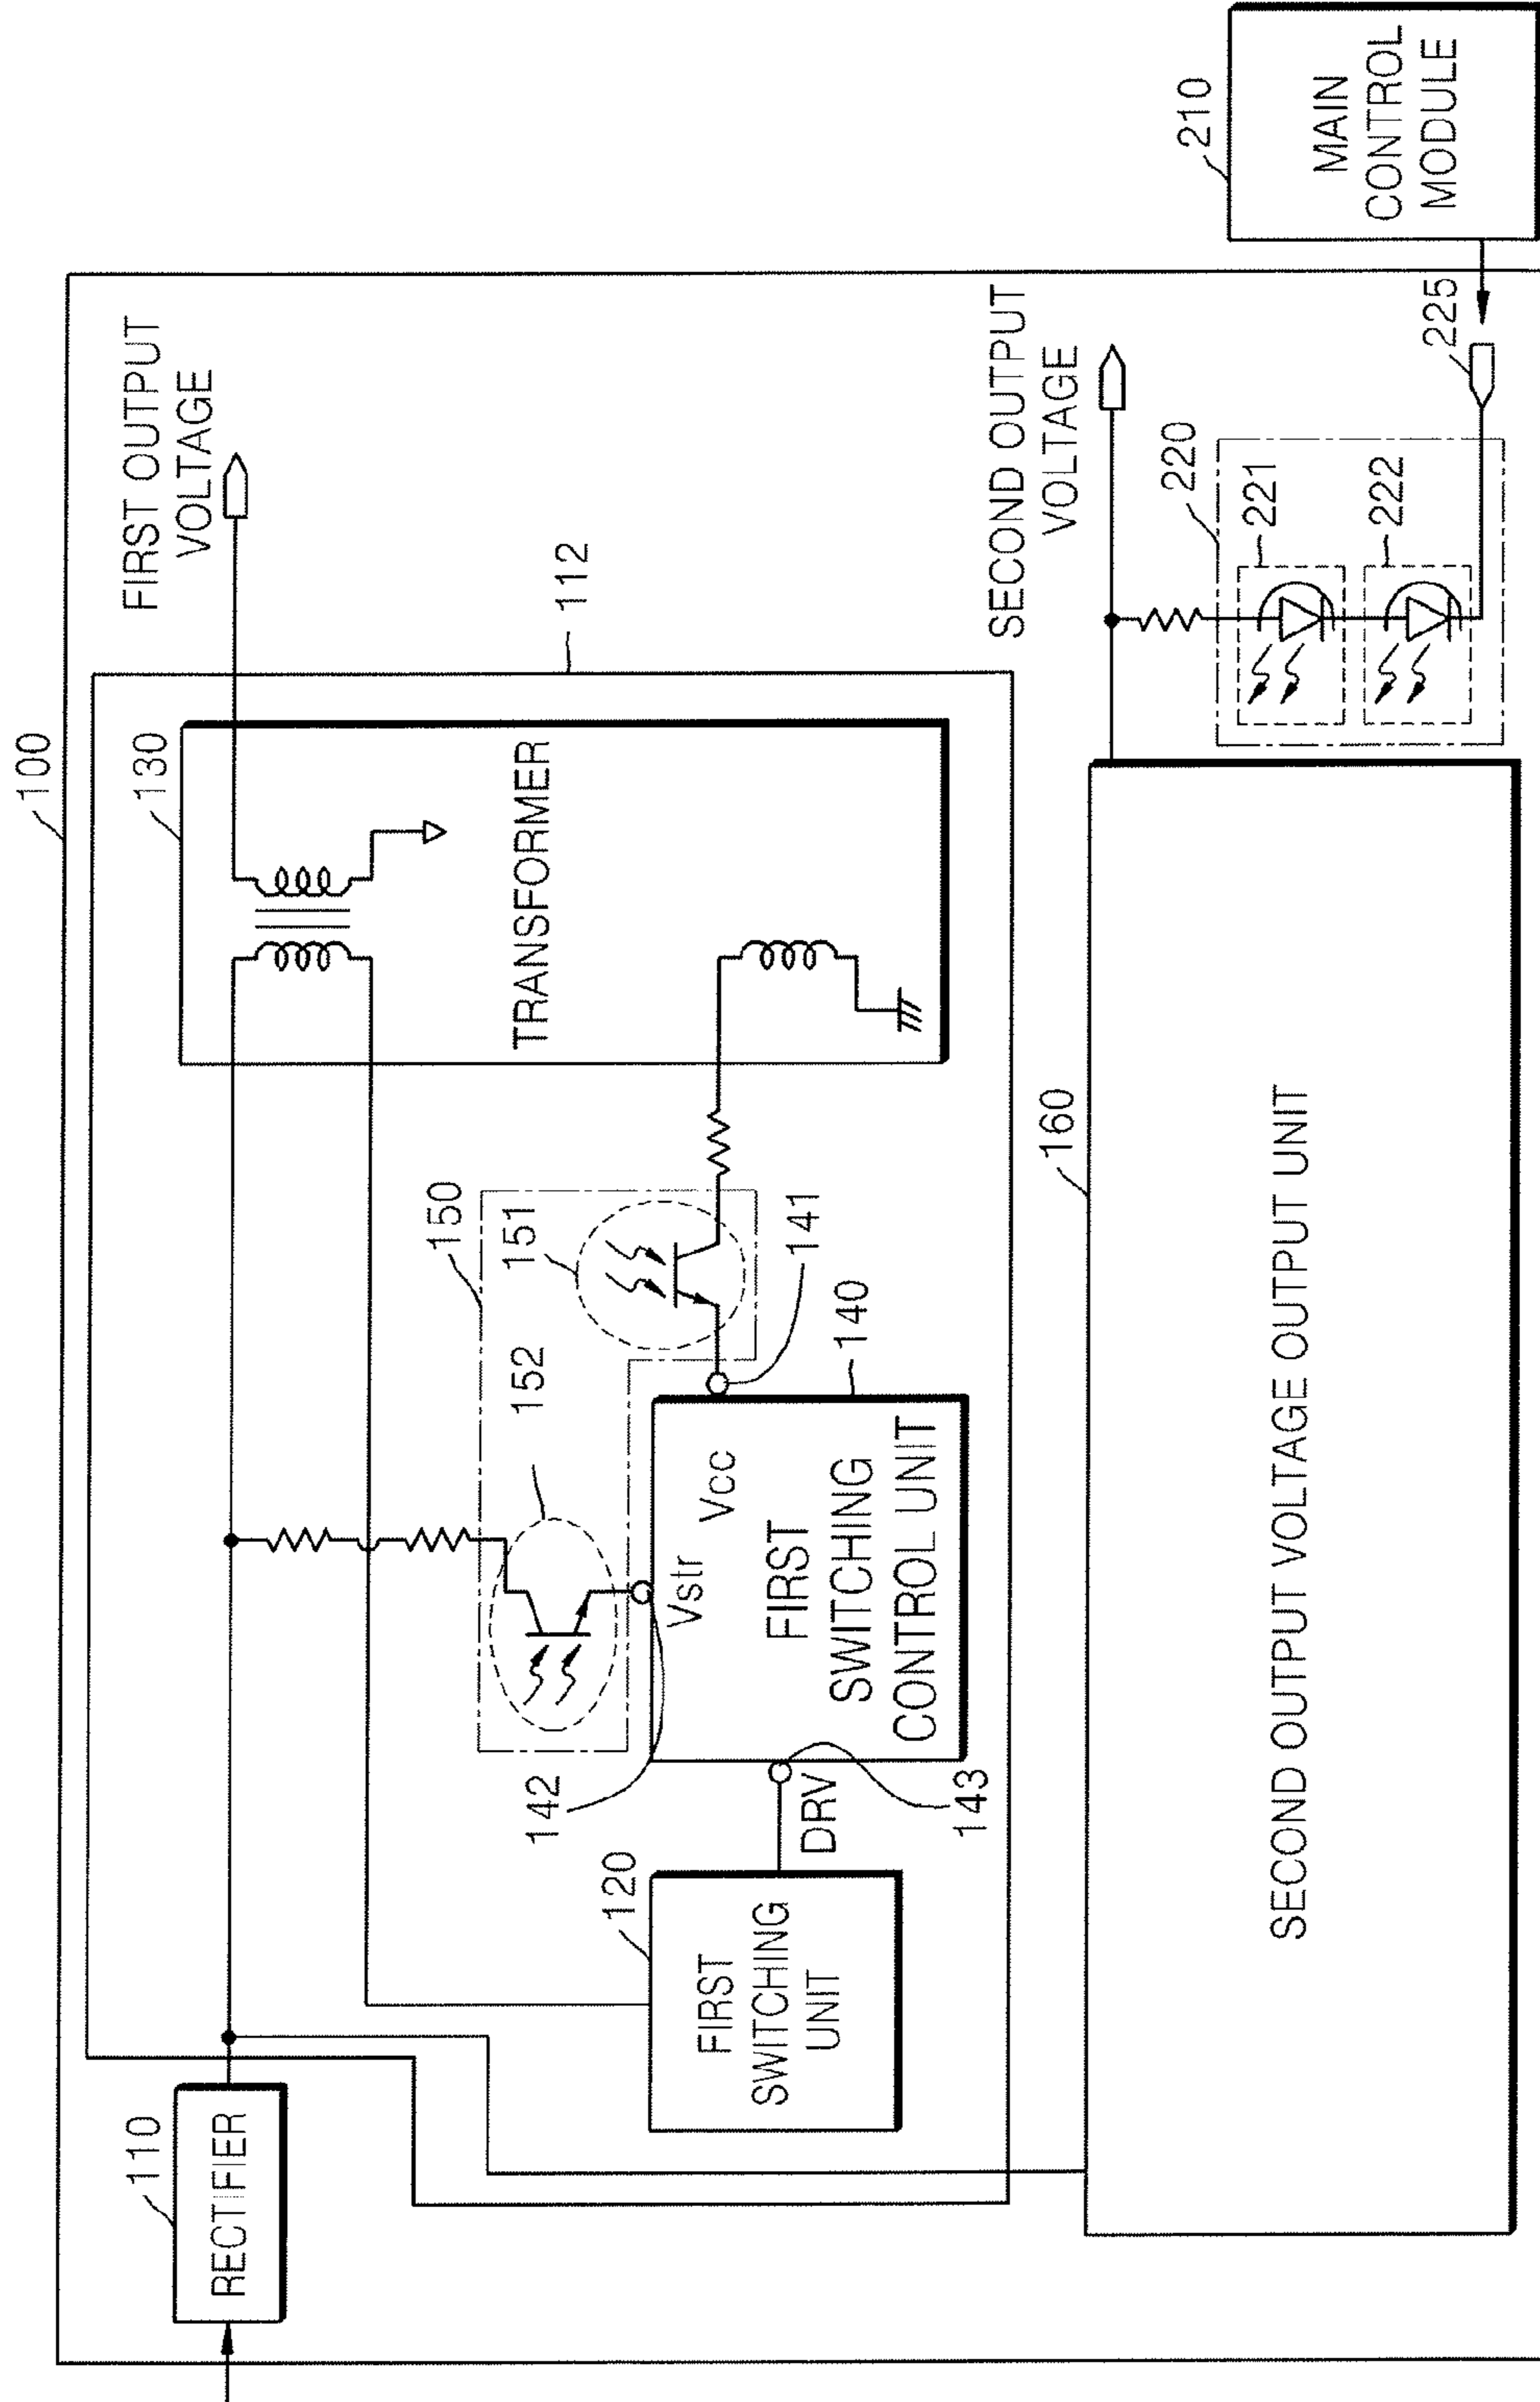 100
110
RECTIFIER
FIRST OUTPUT
VOLTAGE
130
TRANSFORMER
112
150
152
151
142
141
Vstr
Vcc
140
FIRST
SWITCHING
CONTROL UNIT
143
DRV
120
FIRST
SWITCHING
UNIT
160
SECOND OUTPUT VOLTAGE OUTPUT UNIT
SECOND OUTPUT
VOLTAGE
220
221
222
225
210
MAIN
CONTROL
MODULE